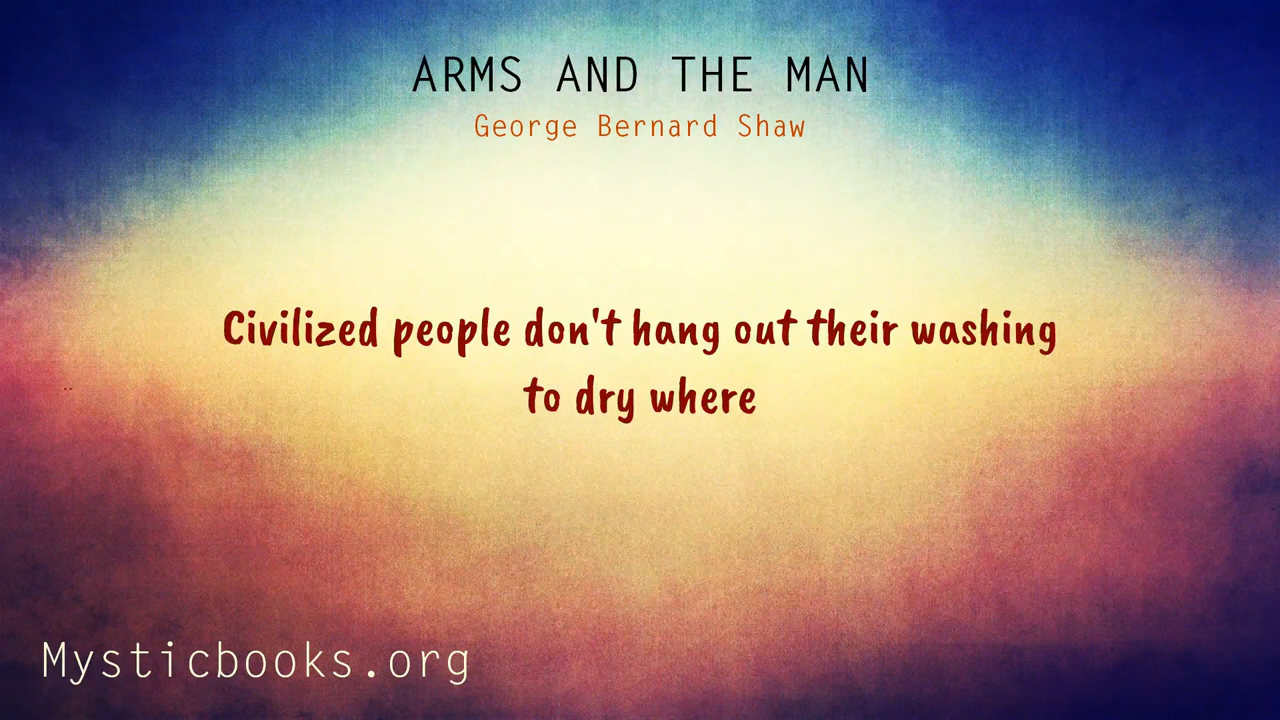 ARMS AND THE MAN
George Bernard Shaw
Civilized people don't hang out their washing
to dry where
Mysticbooks.org